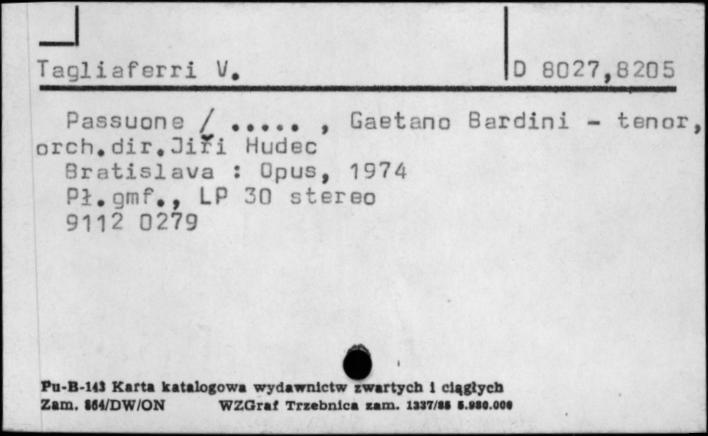 Tagliaferri V. D 8027,8205
Passuone / ..... , Gaetano Bardini - tenor,
orch.dir.Jiři Hudec
Bratislava : Opus, 1974
Pł.gmf., LP 30 stereo
9112 0279
Pu-B-143 Karta katalogowa wydawnictw zwartych i ciągłych
Zam. 864/DW/ON WZGraf Trzebnica zam. 1337/86 5.980.000